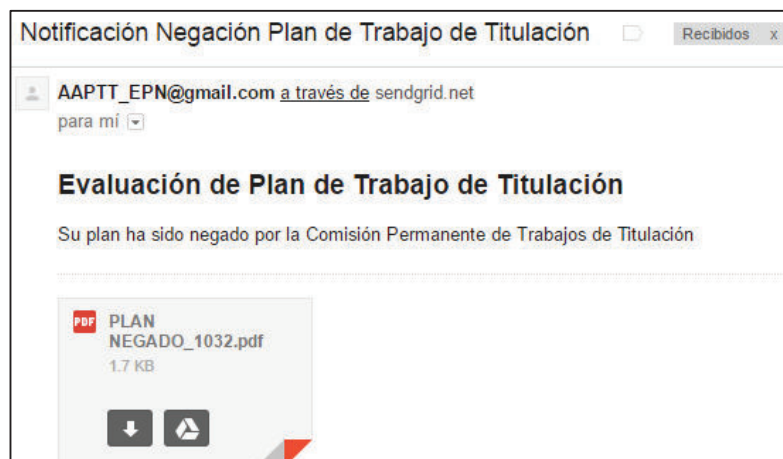 Notificación Negación Plan de Trabajo de Titulación
Recibidos x
AAPTT_EPN@gmail.com a través de sendgrid.net
para mí
Evaluación de Plan de Trabajo de Titulación
Su plan ha sido negado por la Comisión Permanente de Trabajos de Titulación
PDF PLAN
NEGADO_1032.pdf
1.7 KB